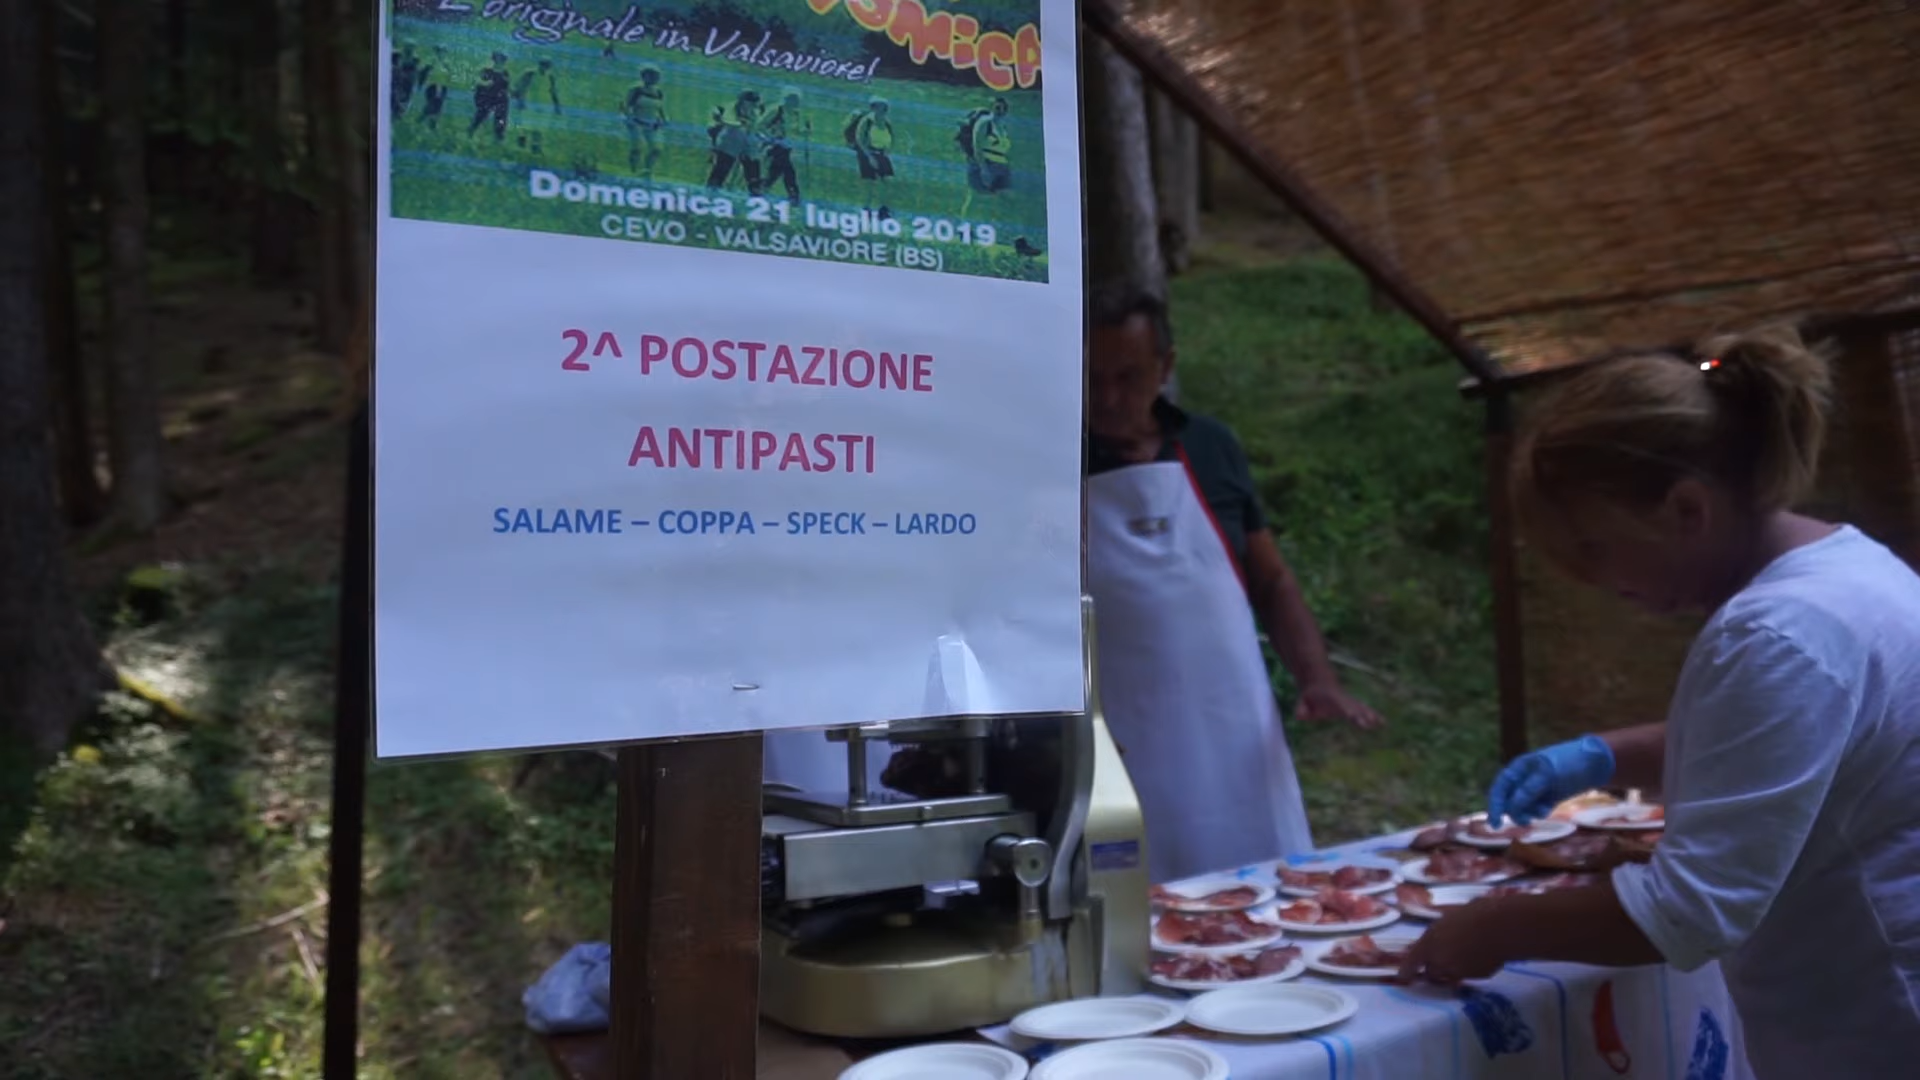 L'originale in Valsaviore!
Domenica 21 luglio 2019
CEVO - VALSAVIORE (BS)
2^ POSTAZIONE
ANTIPASTI
SALAME – COPPA – SPECK – LARDO